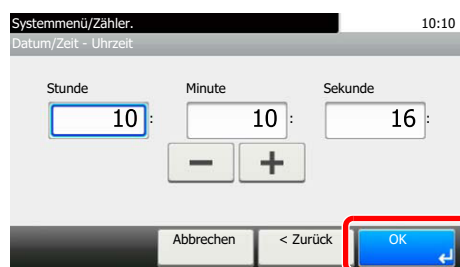 Systemmenü/Zähler. 10:10
Datum/Zeit - Uhrzeit
Stunde Minute Sekunde
10 : 10 : 16 :
− +
Abbrechen < Zurück OK